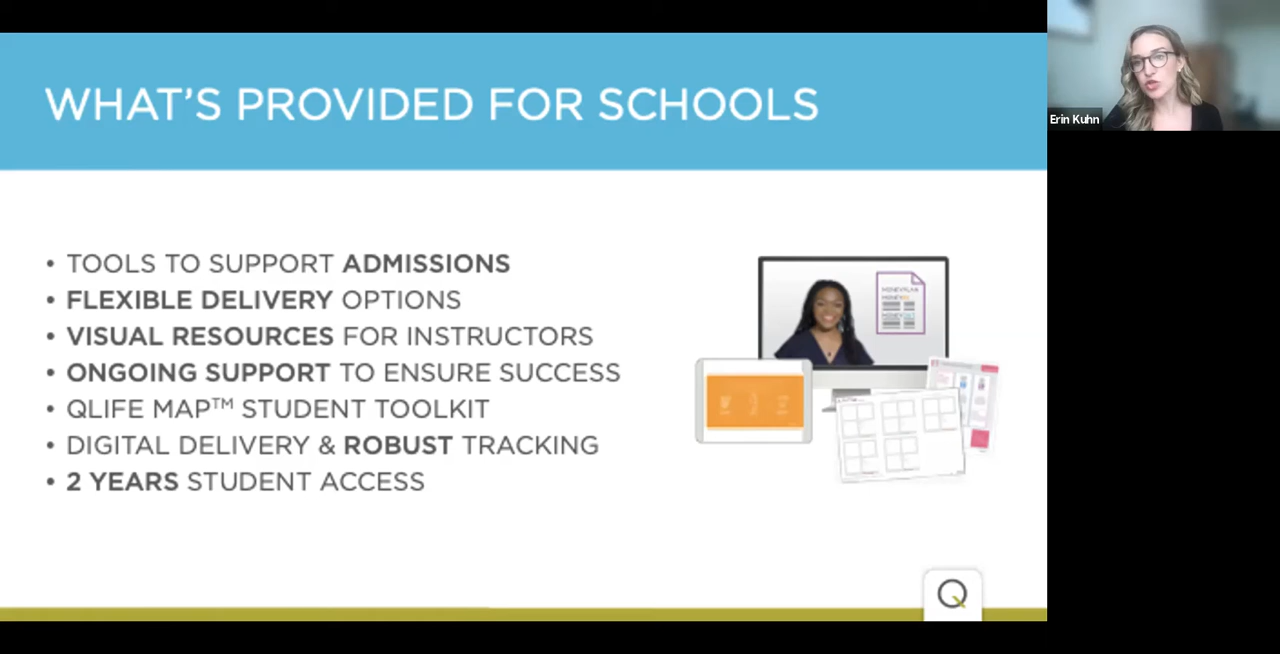 WHAT'S PROVIDED FOR SCHOOLS
Erin Kuhn
• TOOLS TO SUPPORT ADMISSIONS
• FLEXIBLE DELIVERY OPTIONS
• VISUAL RESOURCES FOR INSTRUCTORS
• ONGOING SUPPORT TO ENSURE SUCCESS
• QLIFE MAP™ STUDENT TOOLKIT
• DIGITAL DELIVERY & ROBUST TRACKING
• 2 YEARS STUDENT ACCESS
Q